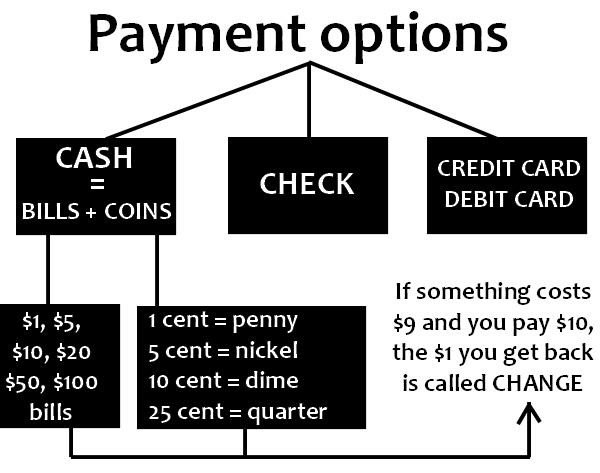 Payment options
CASH
=
BILLS + COINS
CHECK
CREDIT CARD
DEBIT CARD
$1, $5,
$10, $20
$50, $100
bills
1 cent = penny
5 cent = nickel
10 cent = dime
25 cent = quarter
If something costs
$9 and you pay $10,
the $1 you get back
is called CHANGE